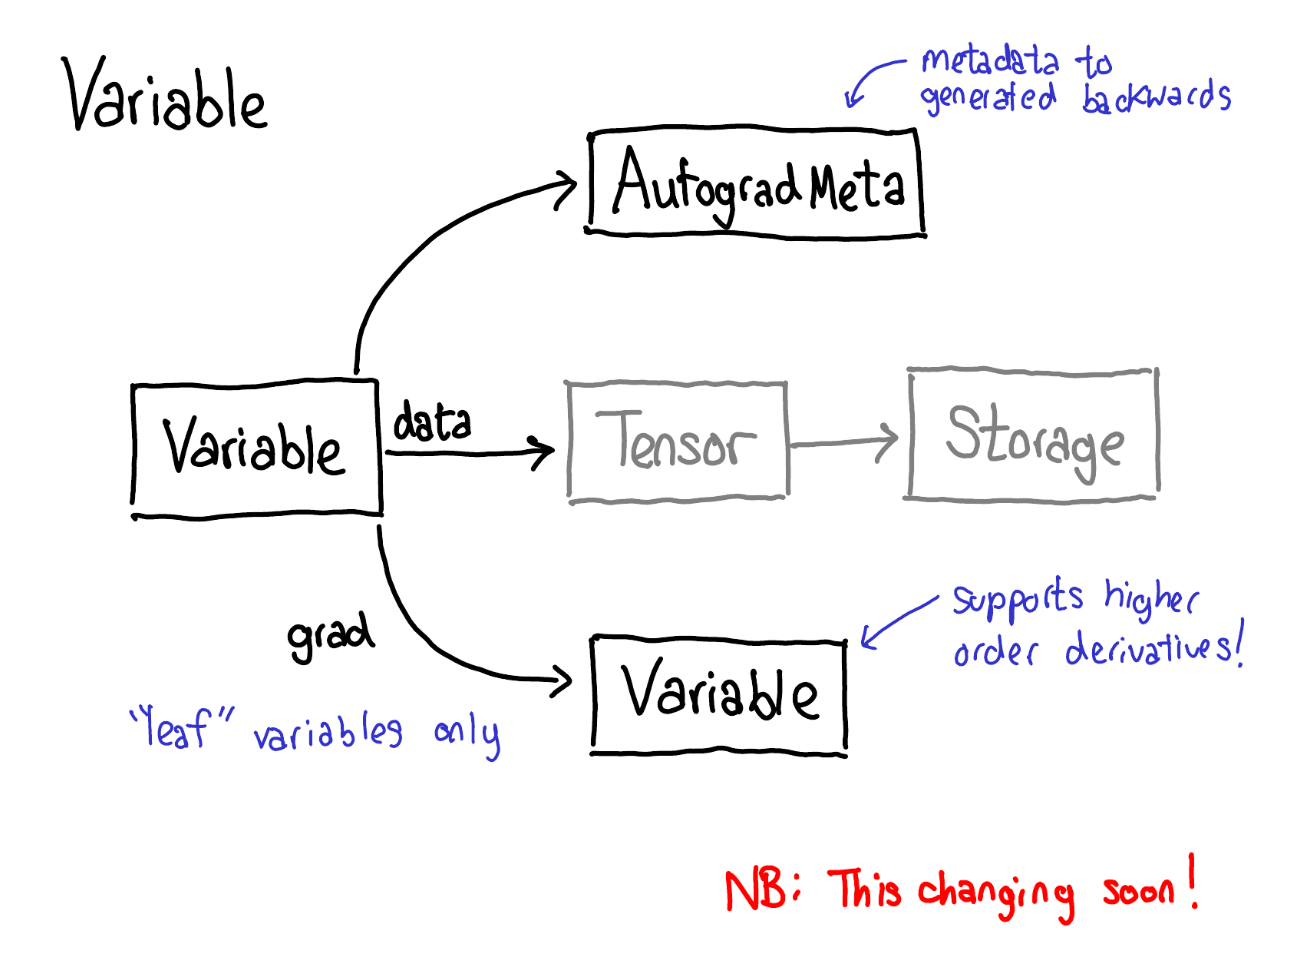 Variable
metadata to
generated backwards
AutogradMeta
Variable
data
Tensor
Storage
grad
"leaf" variables only
Variable
supports higher
order derivatives!
NB: This changing soon!